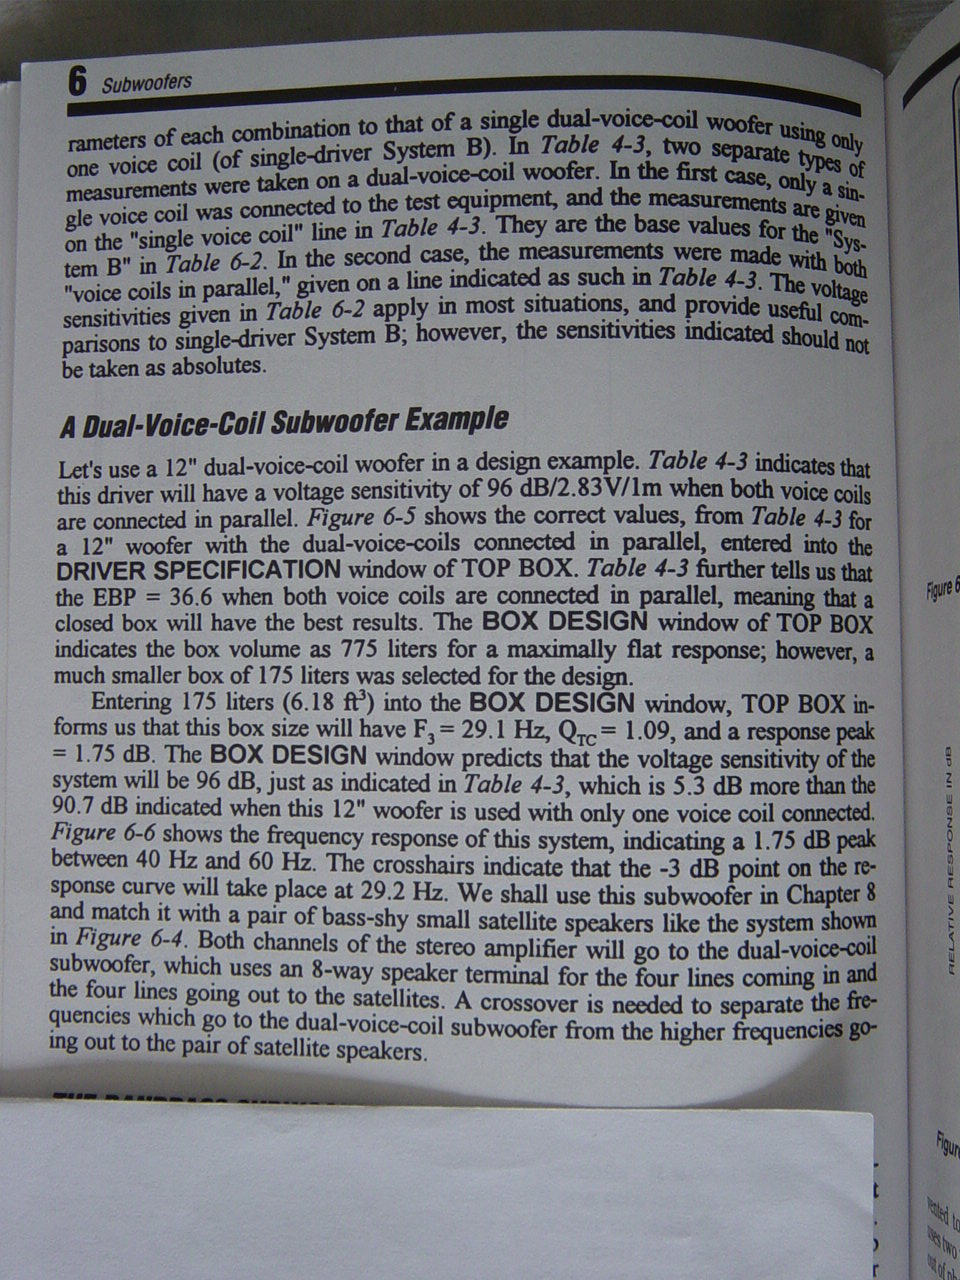 6 Subwoofers
rameters of each combination to that of a single dual-voice-coil woofer using only
one voice coil (of single-driver System B). In Table 4-3, two separate types of
measurements were taken on a dual-voice-coil woofer. In the first case, only a sin-
gle voice coil was connected to the test equipment, and the measurements are given
on the "single voice coil" line in Table 4-3. They are the base values for the "Sys-
tem B" in Table 6-2. In the second case, the measurements were made with both
"voice coils in parallel," given on a line indicated as such in Table 4-3. The voltage
sensitivities given in Table 6-2 apply in most situations, and provide useful com-
parisons to single-driver System B; however, the sensitivities indicated should not
be taken as absolutes.
A Dual-Voice-Coil Subwoofer Example
Let's use a 12" dual-voice-coil woofer in a design example. Table 4-3 indicates that
this driver will have a voltage sensitivity of 96 dB/2.83V/1m when both voice coils
are connected in parallel. Figure 6-5 shows the correct values, from Table 4-3 for
a 12" woofer with the dual-voice-coils connected in parallel, entered into the
DRIVER SPECIFICATION window of TOP BOX. Table 4-3 further tells us that
the EBP = 36.6 when both voice coils are connected in parallel, meaning that a
closed box will have the best results. The BOX DESIGN window of TOP BOX
indicates the box volume as 775 liters for a maximally flat response; however, a
much smaller box of 175 liters was selected for the design.
Entering 175 liters (6.18 ft³) into the BOX DESIGN window, TOP BOX in-
forms us that this box size will have F₃ = 29.1 Hz, Q_TC = 1.09, and a response peak
= 1.75 dB. The BOX DESIGN window predicts that the voltage sensitivity of the
system will be 96 dB, just as indicated in Table 4-3, which is 5.3 dB more than the
90.7 dB indicated when this 12" woofer is used with only one voice coil connected.
Figure 6-6 shows the frequency response of this system, indicating a 1.75 dB peak
between 40 Hz and 60 Hz. The crosshairs indicate that the -3 dB point on the re-
sponse curve will take place at 29.2 Hz. We shall use this subwoofer in Chapter 8
and match it with a pair of bass-shy small satellite speakers like the system shown
in Figure 6-4. Both channels of the stereo amplifier will go to the dual-voice-coil
subwoofer, which uses an 8-way speaker terminal for the four lines coming in and
the four lines going out to the satellites. A crossover is needed to separate the fre-
quencies which go to the dual-voice-coil subwoofer from the higher frequencies go-
ing out to the pair of satellite speakers.
Figure 6
RELATIVE RESPONSE IN dB
Figure
vented to
uses two
out of